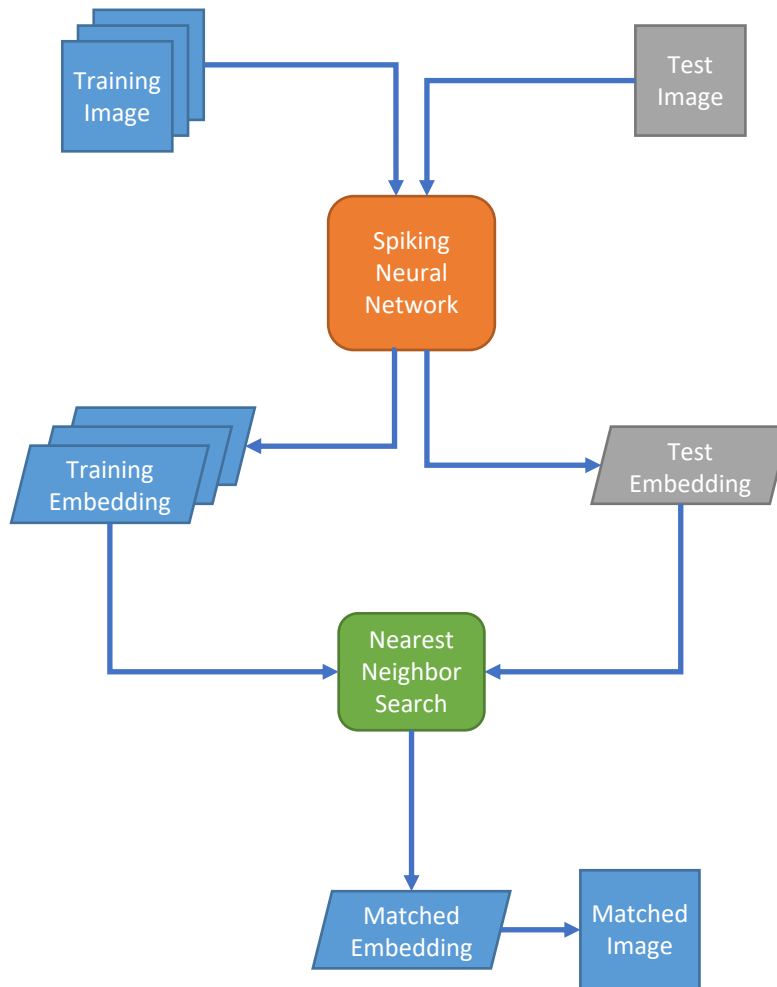 Training
Image
Test
Image
Spiking
Neural
Network
Training
Embedding
Test
Embedding
Nearest
Neighbor
Search
Matched
Embedding
Matched
Image